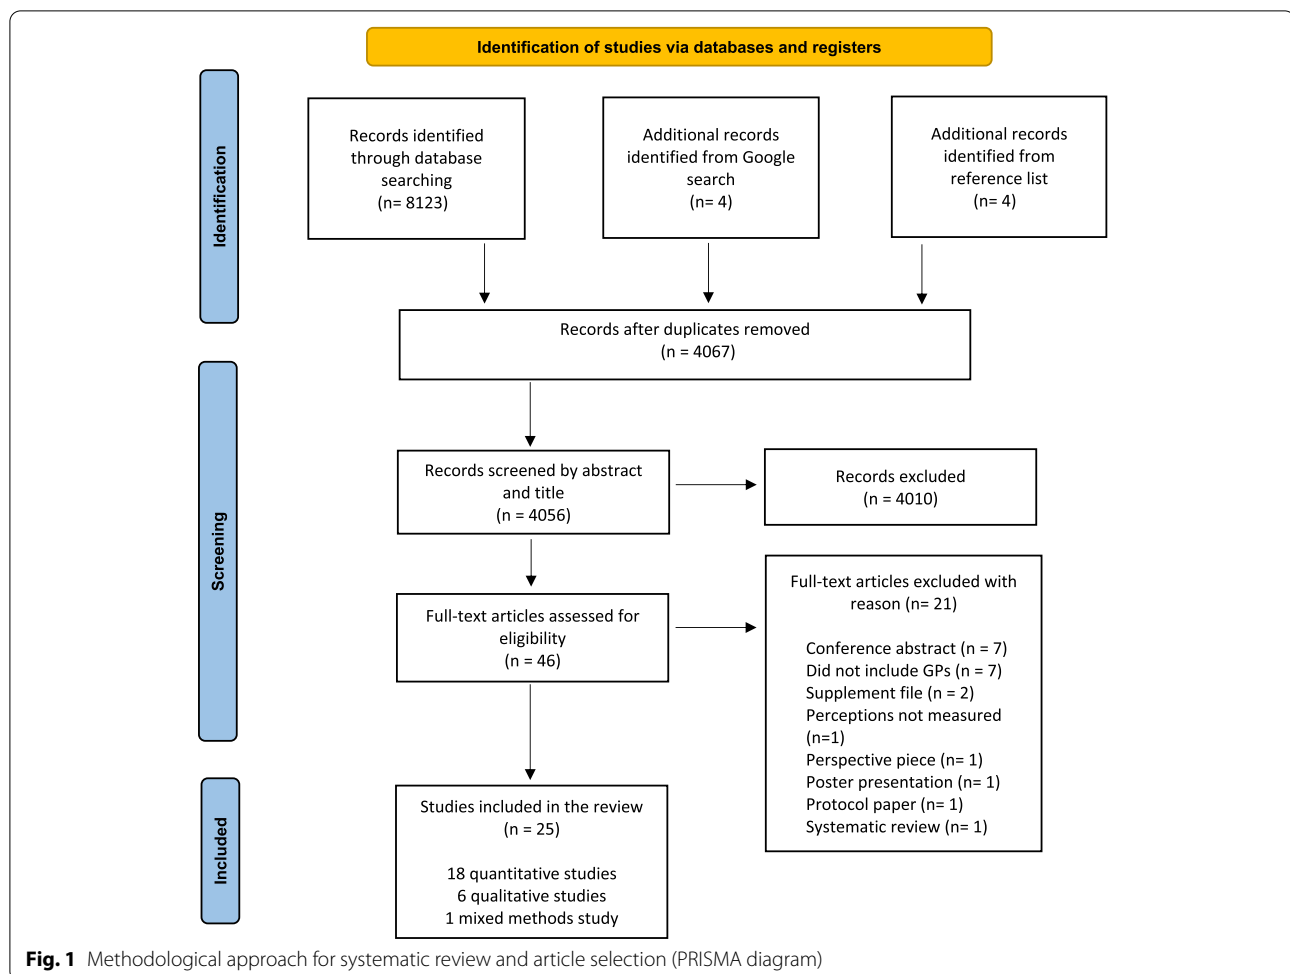 Identification of studies via databases and registers
Identification
Records identified
through database
searching
(n= 8123)
Additional records
identified from Google
search
(n= 4)
Additional records
identified from
reference list
(n= 4)
Records after duplicates removed
(n = 4067)
Screening
Records screened by abstract
and title
(n = 4056)
Records excluded
(n = 4010)
Full-text articles assessed for
eligibility
(n = 46)
Full-text articles excluded with
reason (n= 21)
Conference abstract (n = 7)
Did not include GPs (n = 7)
Supplement file (n = 2)
Perceptions not measured
(n=1)
Perspective piece (n= 1)
Poster presentation (n= 1)
Protocol paper (n= 1)
Systematic review (n= 1)
Included
Studies included in the review
(n = 25)
18 quantitative studies
6 qualitative studies
1 mixed methods study
Fig. 1 Methodological approach for systematic review and article selection (PRISMA diagram)